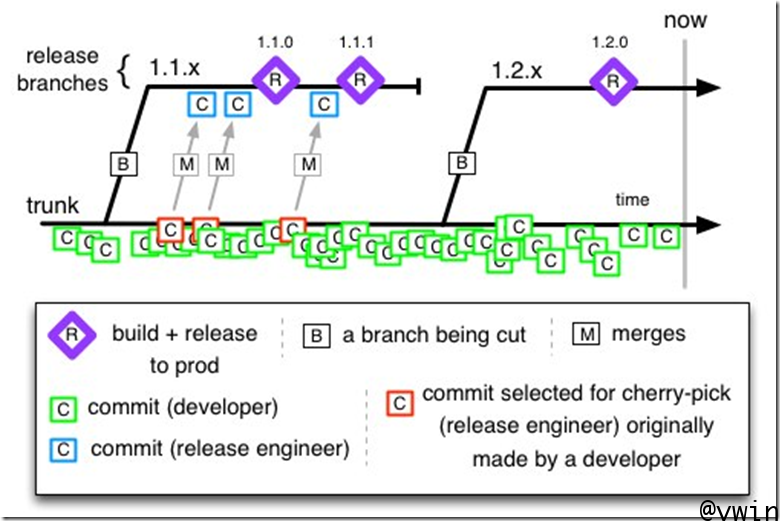 now
release
branches
{
1.1.x
1.1.0
R
1.1.1
R
1.2.x
1.2.0
R
C
C
C
B
M
M
M
B
trunk
time
C C C C C C C C C C C C C C C C C C C C C C C C C C C C C C C C C C C C
R build + release
to prod
B a branch being cut
M merges
C commit (developer)
C commit (release engineer)
C commit selected for cherry-pick
(release engineer) originally
made by a developer
@vwin